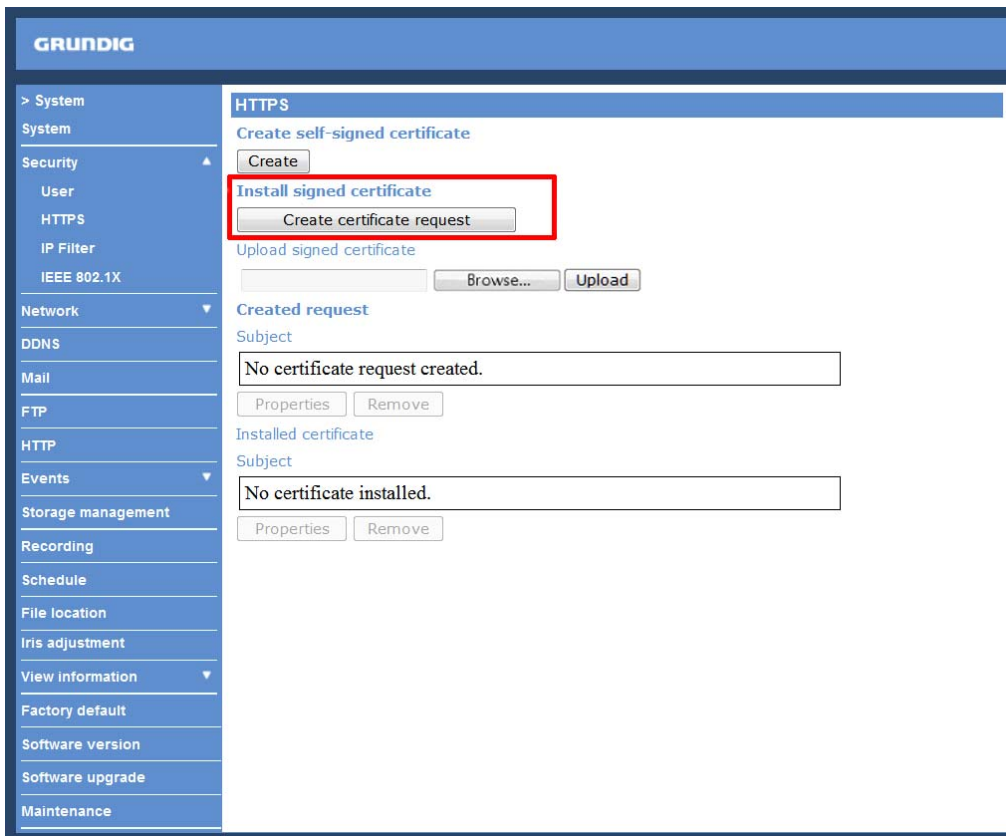 GRUNDIG
> System
System
Security
User
HTTPS
IP Filter
IEEE 802.1X
Network
DDNS
Mail
FTP
HTTP
Events
Storage management
Recording
Schedule
File location
Iris adjustment
View information
Factory default
Software version
Software upgrade
Maintenance
HTTPS
Create self-signed certificate
Create
Install signed certificate
Create certificate request
Upload signed certificate
Browse... Upload
Created request
Subject
No certificate request created.
Properties Remove
Installed certificate
Subject
No certificate installed.
Properties Remove